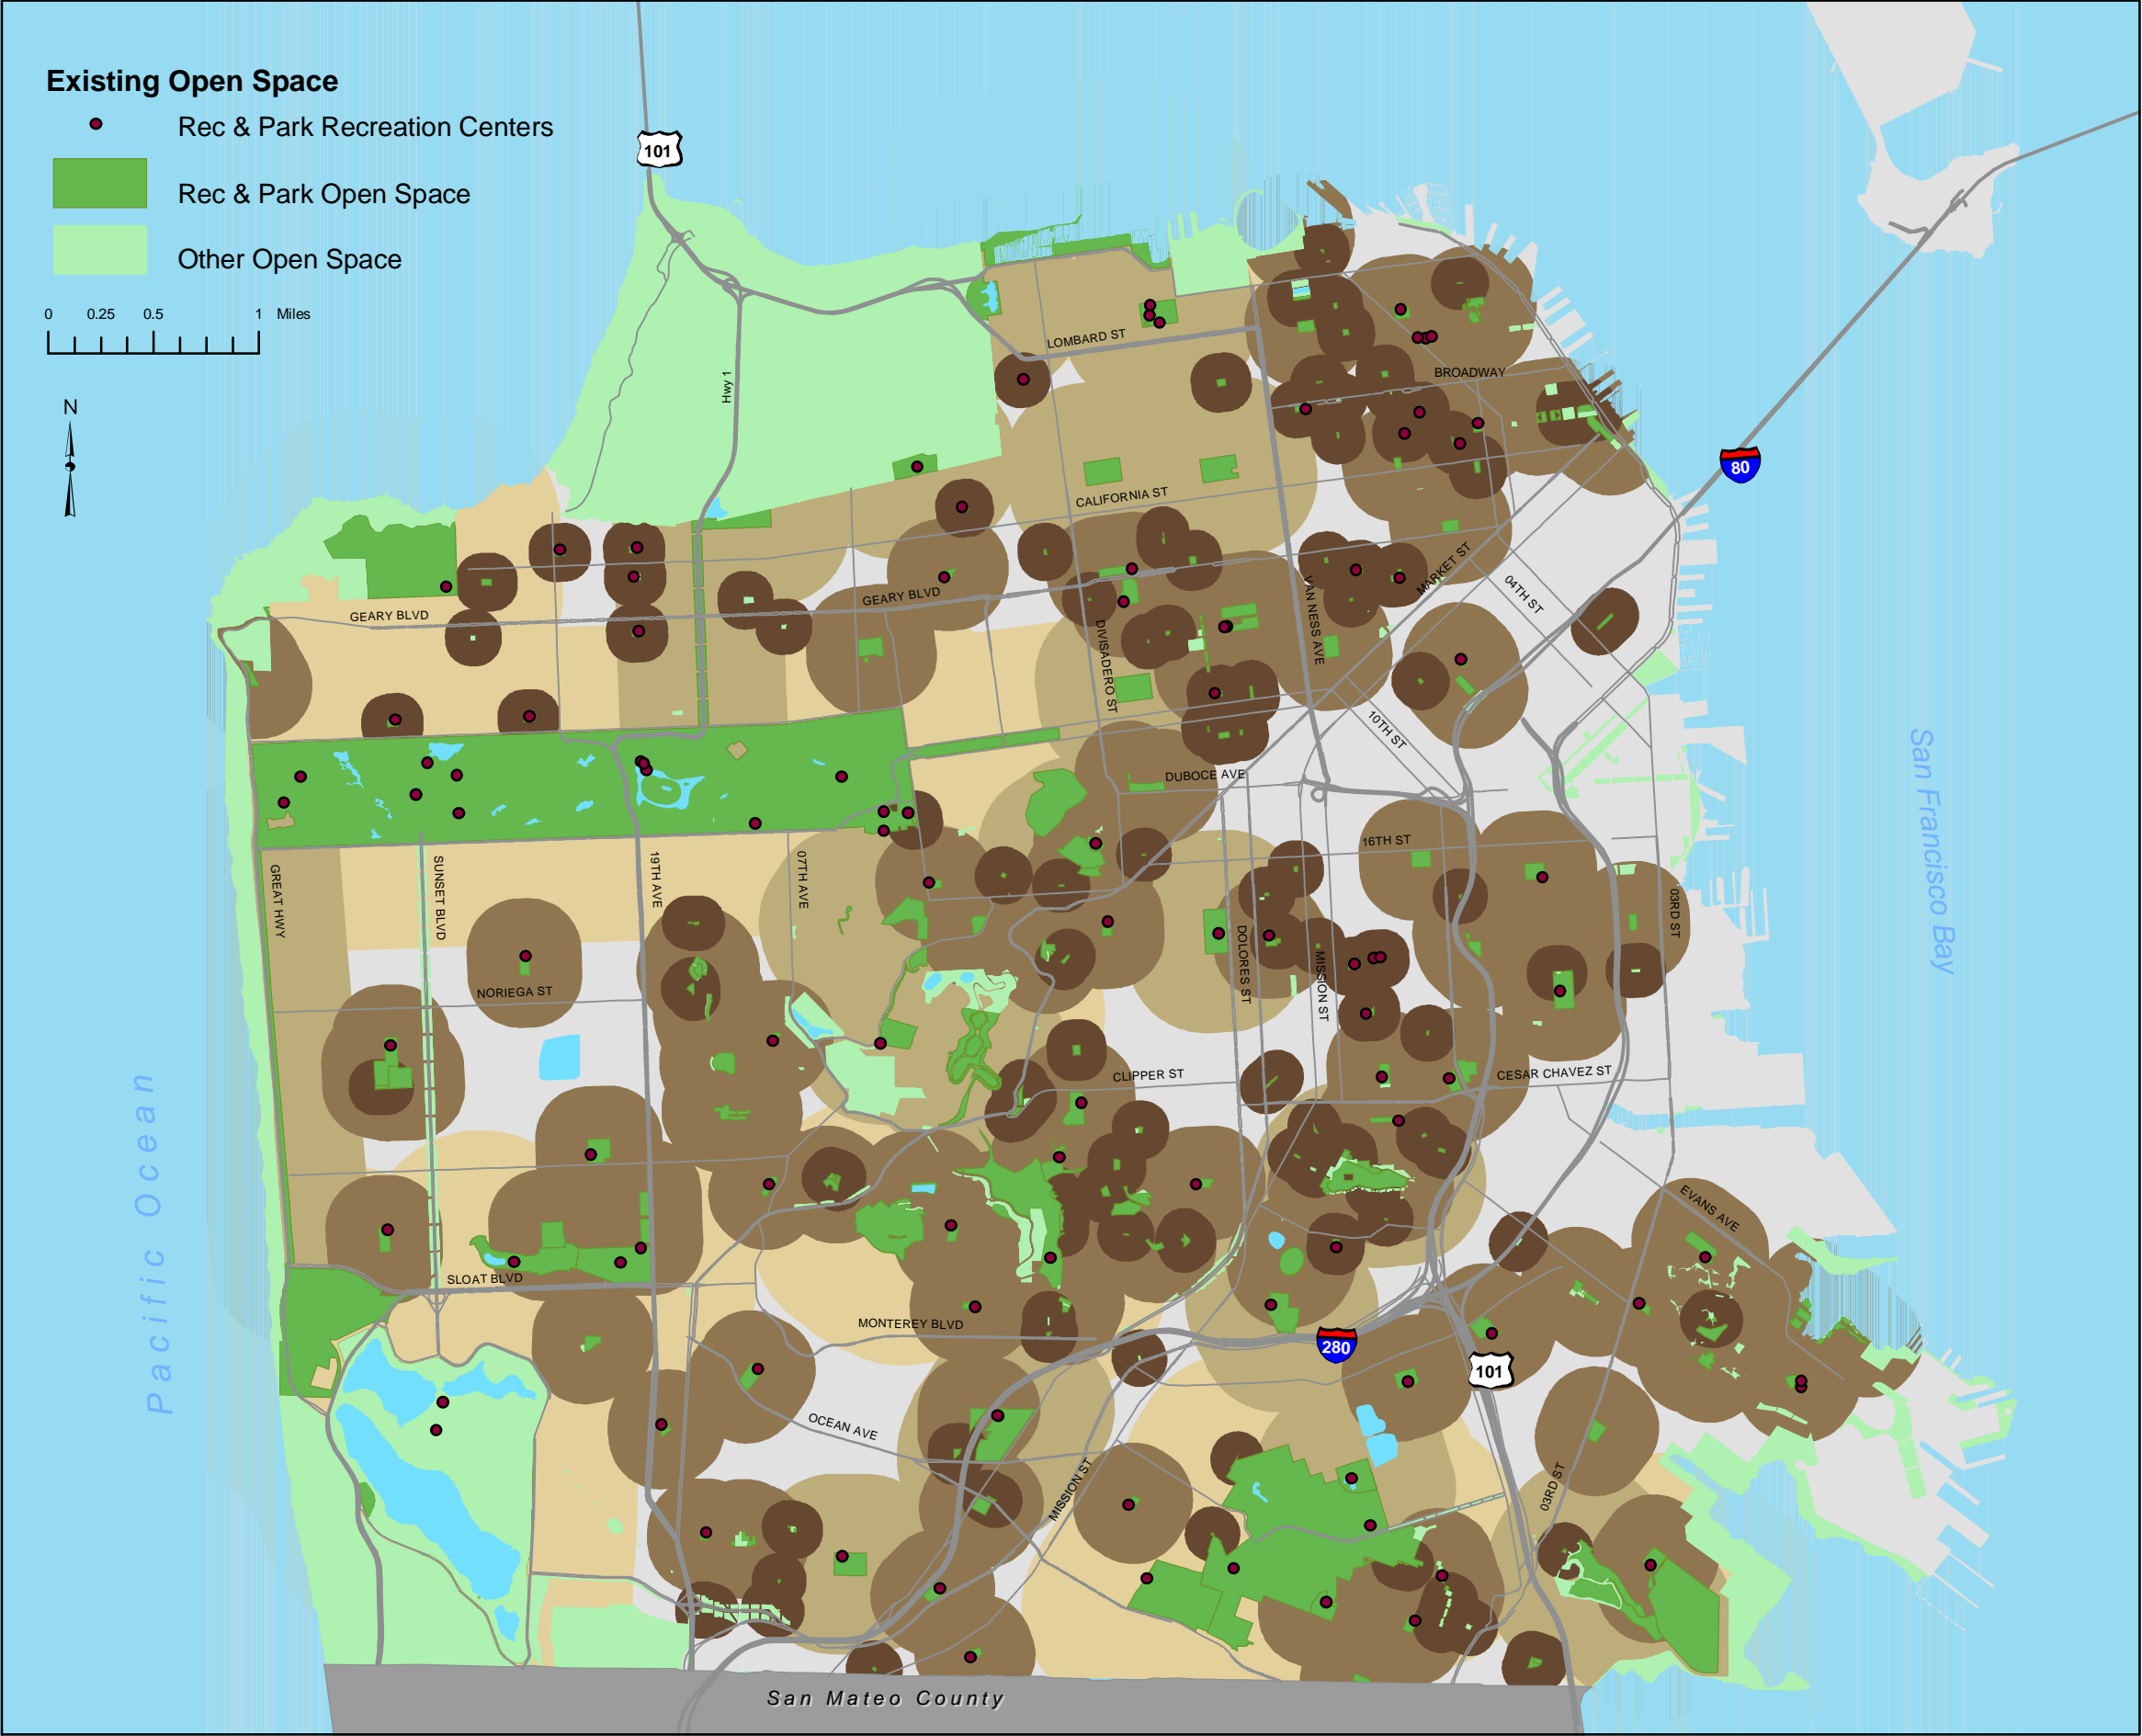 Existing Open Space
Rec & Park Recreation Centers
Rec & Park Open Space
Other Open Space
0 0.25 0.5 1 Miles
N
101
Hwy 1
LOMBARD ST
BROADWAY
80
CALIFORNIA ST
GEARY BLVD
GEARY BLVD
DIVISADERO ST
VAN NESS AVE
MARKET ST
04TH ST
10TH ST
DUBOCE AVE
16TH ST
San Francisco Bay
GREAT HWY
SUNSET BLVD
19TH AVE
07TH AVE
DOLORES ST
MISSION ST
03RD ST
NORIEGA ST
CLIPPER ST
CESAR CHAVEZ ST
Pacific Ocean
EVANS AVE
SLOAT BLVD
MONTEREY BLVD
280
101
OCEAN AVE
MISSION ST
03RD ST
San Mateo County